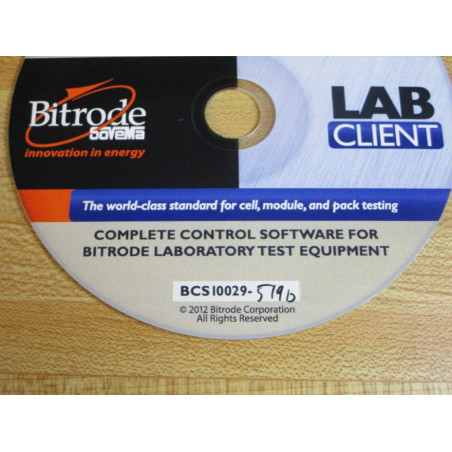 Bitrode
sovema
innovation in energy
LAB
CLIENT
The world-class standard for cell, module, and pack testing
COMPLETE CONTROL SOFTWARE FOR
BITRODE LABORATORY TEST EQUIPMENT
BCS10029-519b
© 2012 Bitrode Corporation
All Rights Reserved